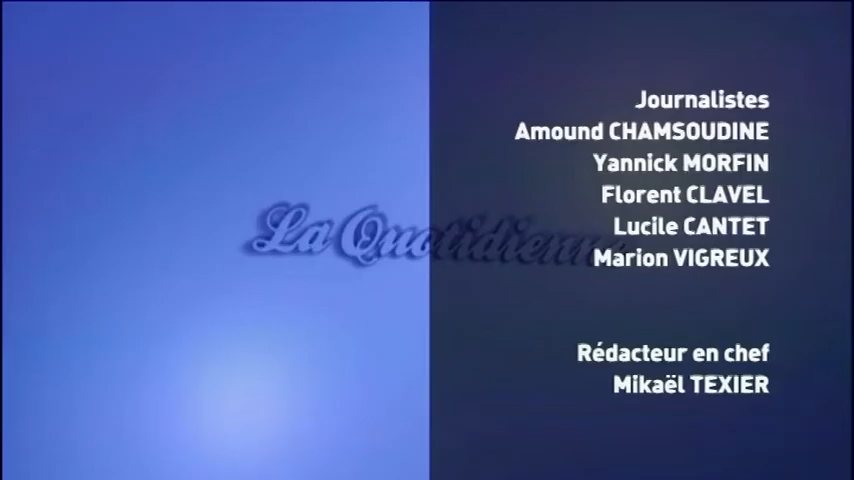 Journalistes
Amound CHAMSOUDINE
Yannick MORFIN
Florent CLAVEL
La Quotidienne
Lucile CANTET
Marion VIGREUX
Rédacteur en chef
Mikaël TEXIER